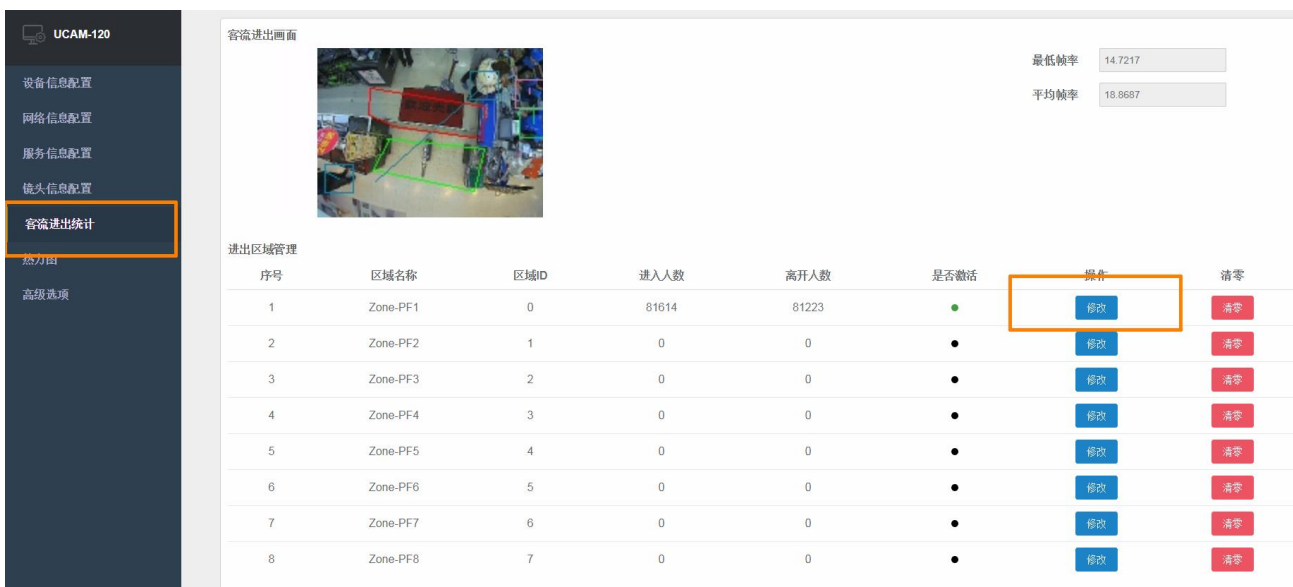 UCAM-120
设备信息配置
网络信息配置
服务信息配置
镜头信息配置
客流进出统计
热力图
高级选项
客流进出画面
最低帧率 14.7217
平均帧率 18.8687
进出区域管理
序号 区域名称 区域ID 进入人数 离开人数 是否激活 操作 清零
1 Zone-PF1 0 81614 81223 修改 清零
2 Zone-PF2 1 0 0 修改 清零
3 Zone-PF3 2 0 0 修改 清零
4 Zone-PF4 3 0 0 修改 清零
5 Zone-PF5 4 0 0 修改 清零
6 Zone-PF6 5 0 0 修改 清零
7 Zone-PF7 6 0 0 修改 清零
8 Zone-PF8 7 0 0 修改 清零